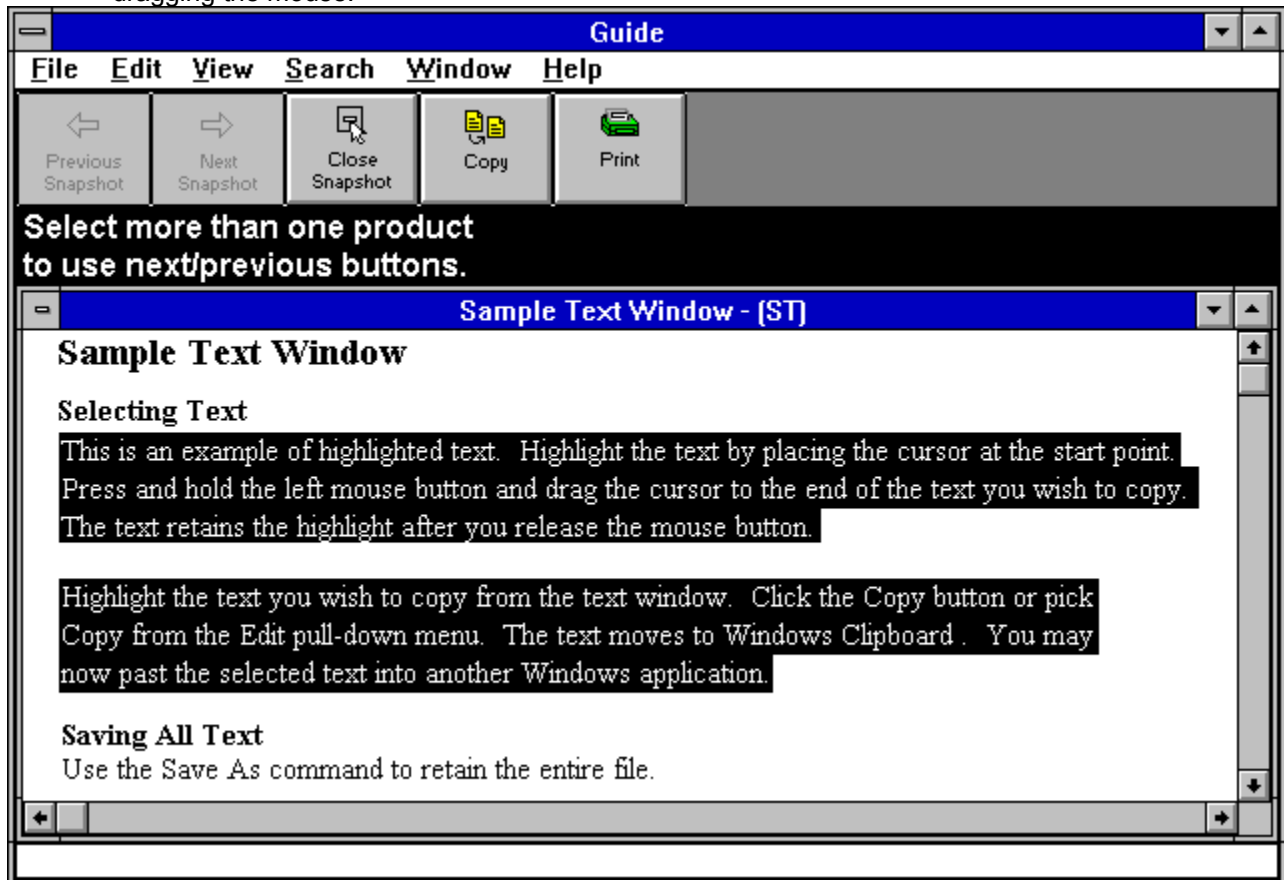 dragging the mouse.
Guide
File Edit View Search Window Help
Previous
Snapshot
Next
Snapshot
Close
Snapshot
Copy
Print
Select more than one product
to use next/previous buttons.
Sample Text Window - (ST)
Sample Text Window
Selecting Text
This is an example of highlighted text. Highlight the text by placing the cursor at the start point.
Press and hold the left mouse button and drag the cursor to the end of the text you wish to copy.
The text retains the highlight after you release the mouse button.
Highlight the text you wish to copy from the text window. Click the Copy button or pick
Copy from the Edit pull-down menu. The text moves to Windows Clipboard . You may
now past the selected text into another Windows application.
Saving All Text
Use the Save As command to retain the entire file.